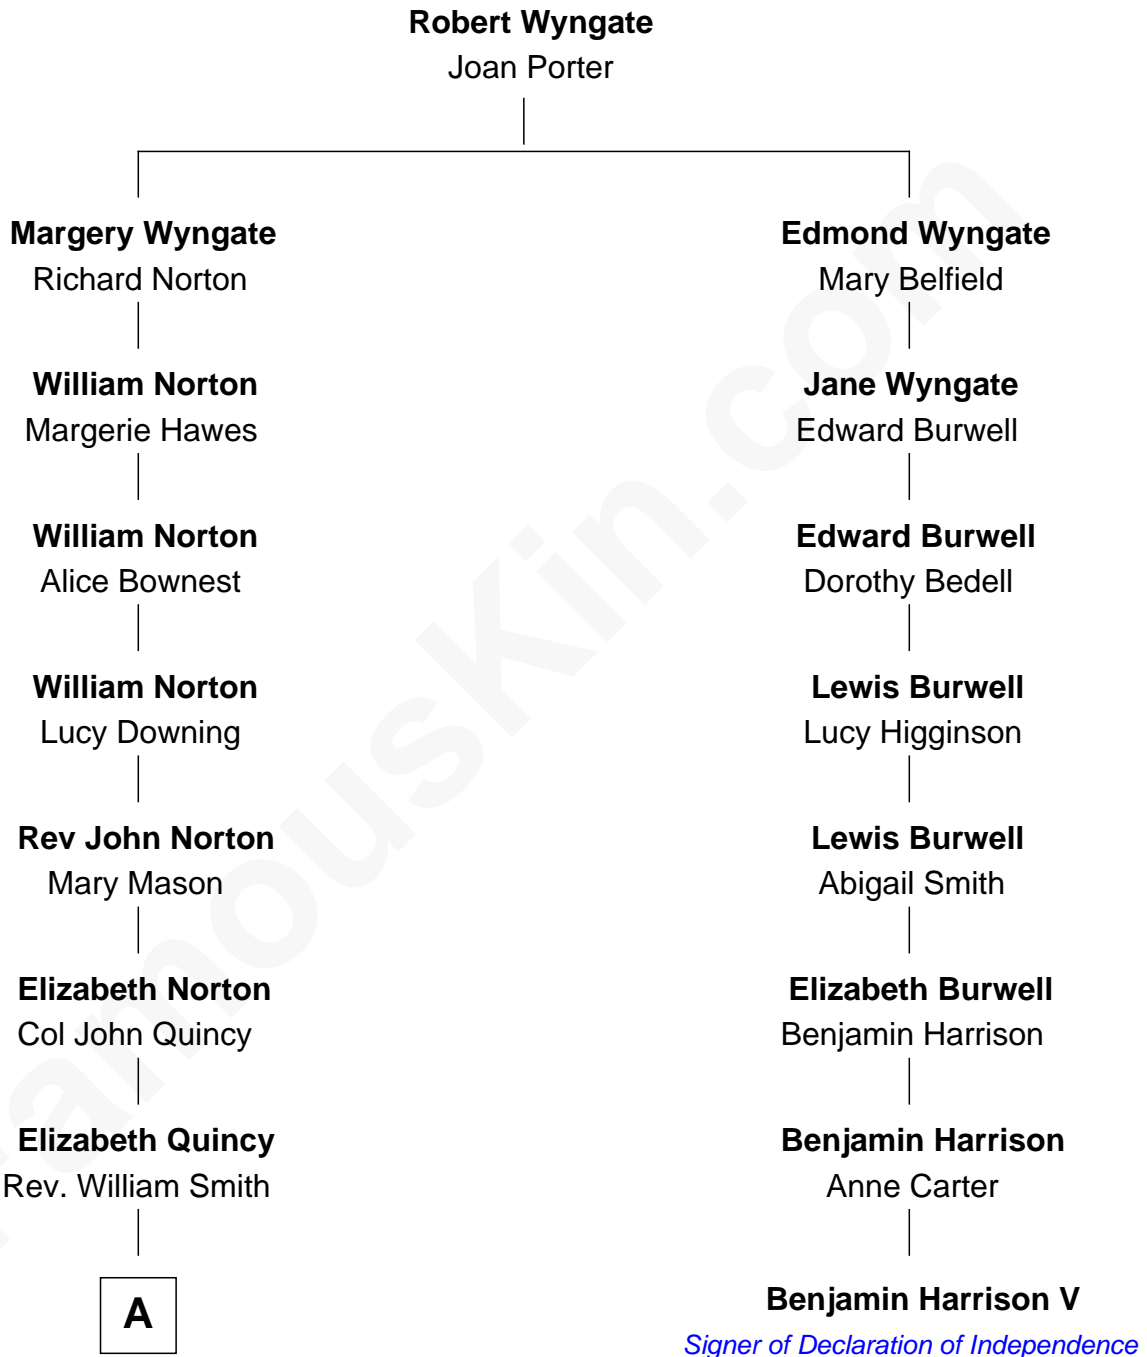 Robert Wyngate
Joan Porter
Margery Wyngate
Richard Norton
Edmond Wyngate
Mary Belfield
William Norton
Margerie Hawes
Jane Wyngate
Edward Burwell
William Norton
Alice Bownest
Edward Burwell
Dorothy Bedell
William Norton
Lucy Downing
Lewis Burwell
Lucy Higginson
Rev John Norton
Mary Mason
Lewis Burwell
Abigail Smith
Elizabeth Norton
Col John Quincy
Elizabeth Burwell
Benjamin Harrison
Elizabeth Quincy
Rev. William Smith
Benjamin Harrison
Anne Carter
A
Benjamin Harrison V
Signer of Declaration of Independence
FamousKin.com